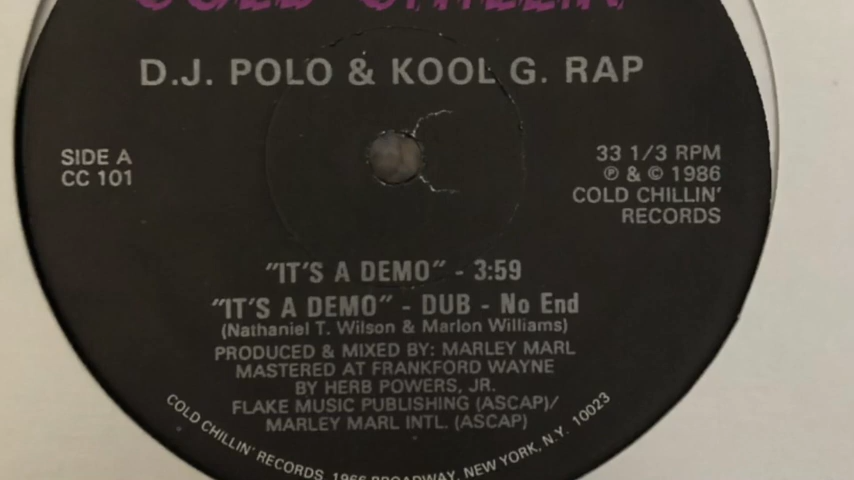 COLD CHILLIN'
D.J. POLO & KOOL G. RAP
SIDE A
CC 101
33 1/3 RPM
℗ & © 1986
COLD CHILLIN'
RECORDS
"IT'S A DEMO" - 3:59
"IT'S A DEMO" - DUB - No End
(Nathaniel T. Wilson & Marlon Williams)
PRODUCED & MIXED BY: MARLEY MARL
MASTERED AT FRANKFORD WAYNE
BY HERB POWERS, JR.
FLAKE MUSIC PUBLISHING (ASCAP)/
MARLEY MARL INTL. (ASCAP)
COLD CHILLIN' RECORDS, 1966 BROADWAY, NEW YORK, N.Y. 10023